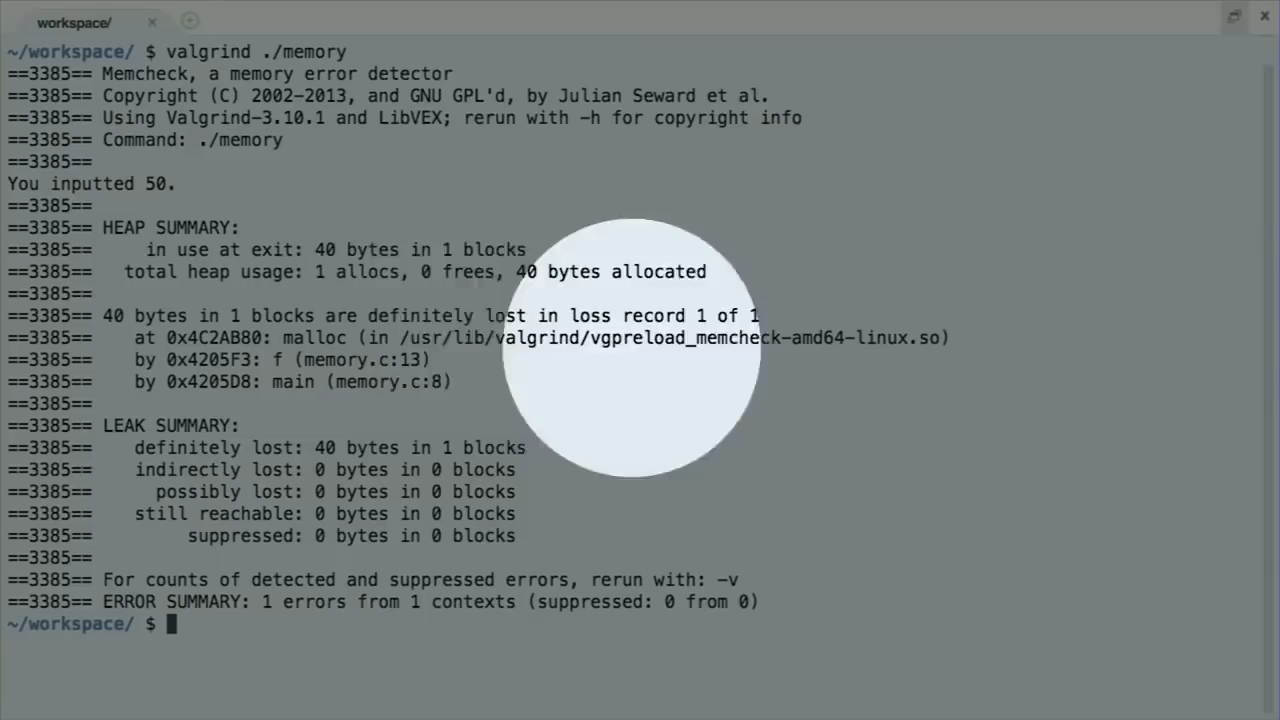 workspace/
~/workspace/ $ valgrind ./memory
==3385== Memcheck, a memory error detector
==3385== Copyright (C) 2002-2013, and GNU GPL'd, by Julian Seward et al.
==3385== Using Valgrind-3.10.1 and LibVEX; rerun with -h for copyright info
==3385== Command: ./memory
==3385==
You inputted 50.
==3385==
==3385== HEAP SUMMARY:
==3385==     in use at exit: 40 bytes in 1 blocks
==3385==   total heap usage: 1 allocs, 0 frees, 40 bytes allocated
==3385==
==3385== 40 bytes in 1 blocks are definitely lost in loss record 1 of 1
==3385==    at 0x4C2AB80: malloc (in /usr/lib/valgrind/vgpreload_memcheck-amd64-linux.so)
==3385==    by 0x4205F3: f (memory.c:13)
==3385==    by 0x4205D8: main (memory.c:8)
==3385==
==3385== LEAK SUMMARY:
==3385==    definitely lost: 40 bytes in 1 blocks
==3385==    indirectly lost: 0 bytes in 0 blocks
==3385==      possibly lost: 0 bytes in 0 blocks
==3385==    still reachable: 0 bytes in 0 blocks
==3385==         suppressed: 0 bytes in 0 blocks
==3385==
==3385== For counts of detected and suppressed errors, rerun with: -v
==3385== ERROR SUMMARY: 1 errors from 1 contexts (suppressed: 0 from 0)
~/workspace/ $